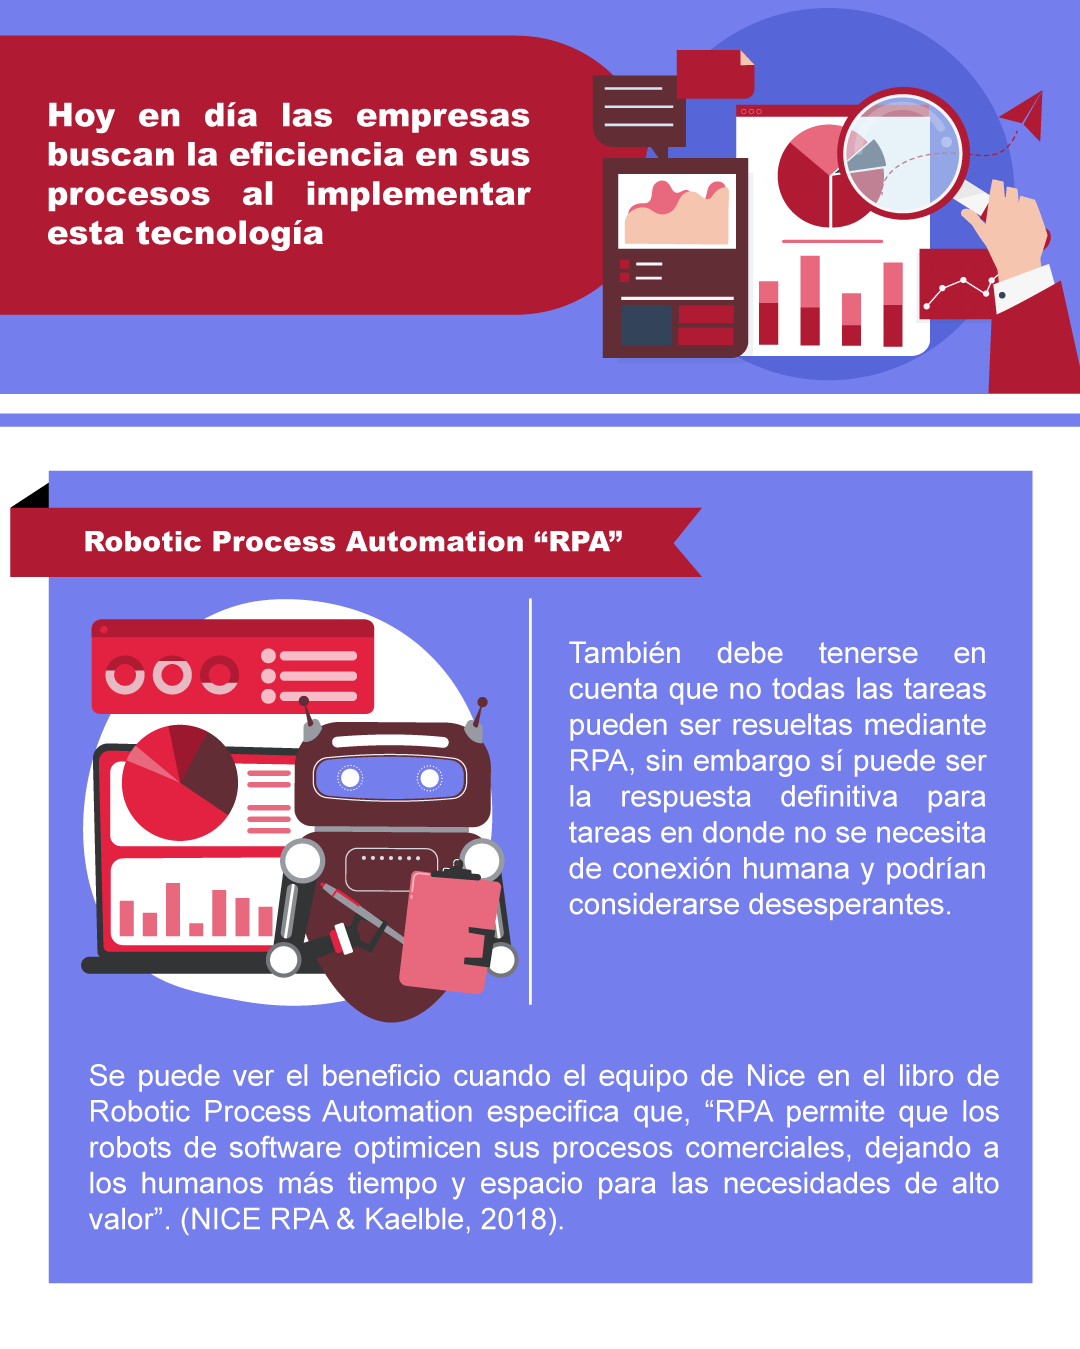 Hoy en día las empresas
buscan la eficiencia en sus
procesos al implementar
esta tecnología
Robotic Process Automation “RPA”
También debe tenerse en
cuenta que no todas las tareas
pueden ser resueltas mediante
RPA, sin embargo sí puede ser
la respuesta definitiva para
tareas en donde no se necesita
de conexión humana y podrían
considerarse desesperantes.
Se puede ver el beneficio cuando el equipo de Nice en el libro de
Robotic Process Automation especifica que, “RPA permite que los
robots de software optimicen sus procesos comerciales, dejando a
los humanos más tiempo y espacio para las necesidades de alto
valor”. (NICE RPA & Kaelble, 2018).